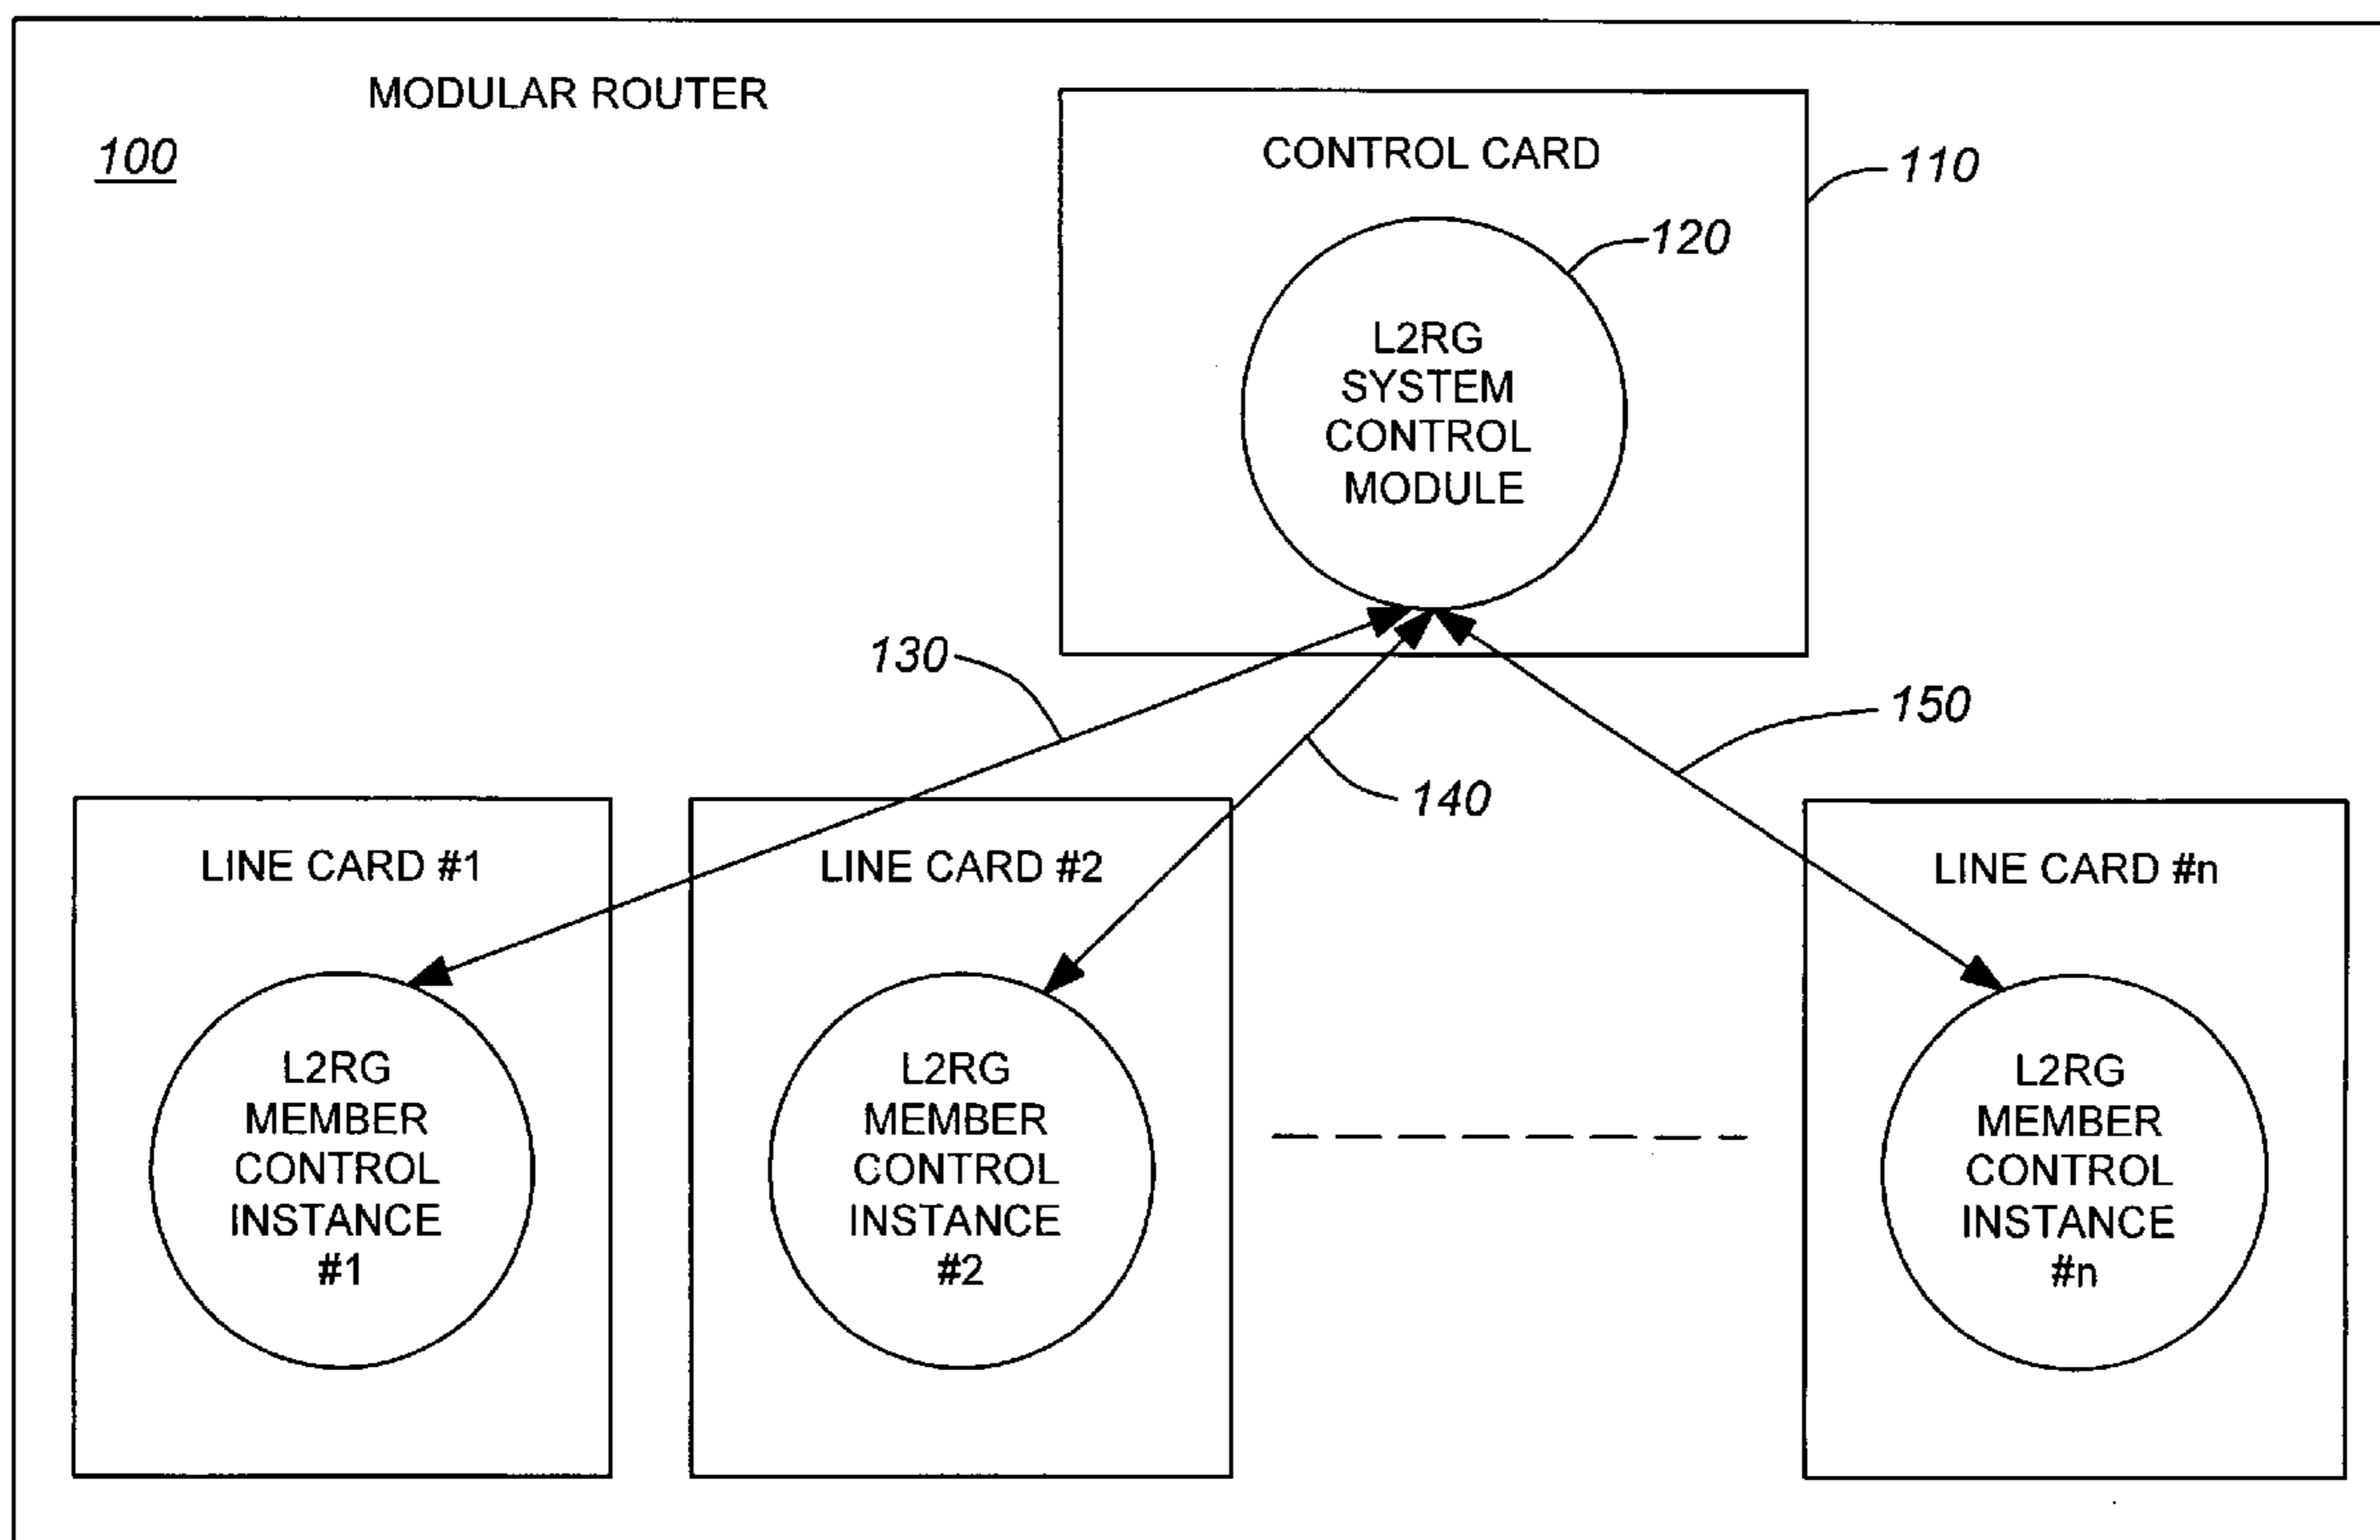 MODULAR ROUTER
100
CONTROL CARD
110
120
L2RG
SYSTEM
CONTROL
MODULE
130
140
150
LINE CARD #1
L2RG
MEMBER
CONTROL
INSTANCE
#1
LINE CARD #2
L2RG
MEMBER
CONTROL
INSTANCE
#2
LINE CARD #n
L2RG
MEMBER
CONTROL
INSTANCE
#n